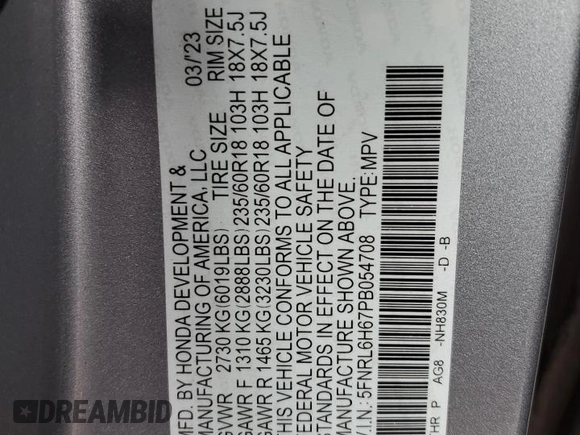 MFD. BY HONDA DEVELOPMENT & 03/'23
MANUFACTURING OF AMERICA, LLC
GVWR 2730 KG(6019LBS) TIRE SIZE RIM SIZE
GAWR F 1310 KG(2888LBS)235/60R18 103H 18X7.5J
GAWR R 1465 KG(3230LBS)235/60R18 103H 18X7.5J
THIS VEHICLE CONFORMS TO ALL APPLICABLE
FEDERAL MOTOR VEHICLE SAFETY
STANDARDS IN EFFECT ON THE DATE OF
MANUFACTURE SHOWN ABOVE.
V.I.N: 5FNRL6H67PB054708 TYPE:MPV
THR P AG8 -NH830M -D -B
DREAMBID